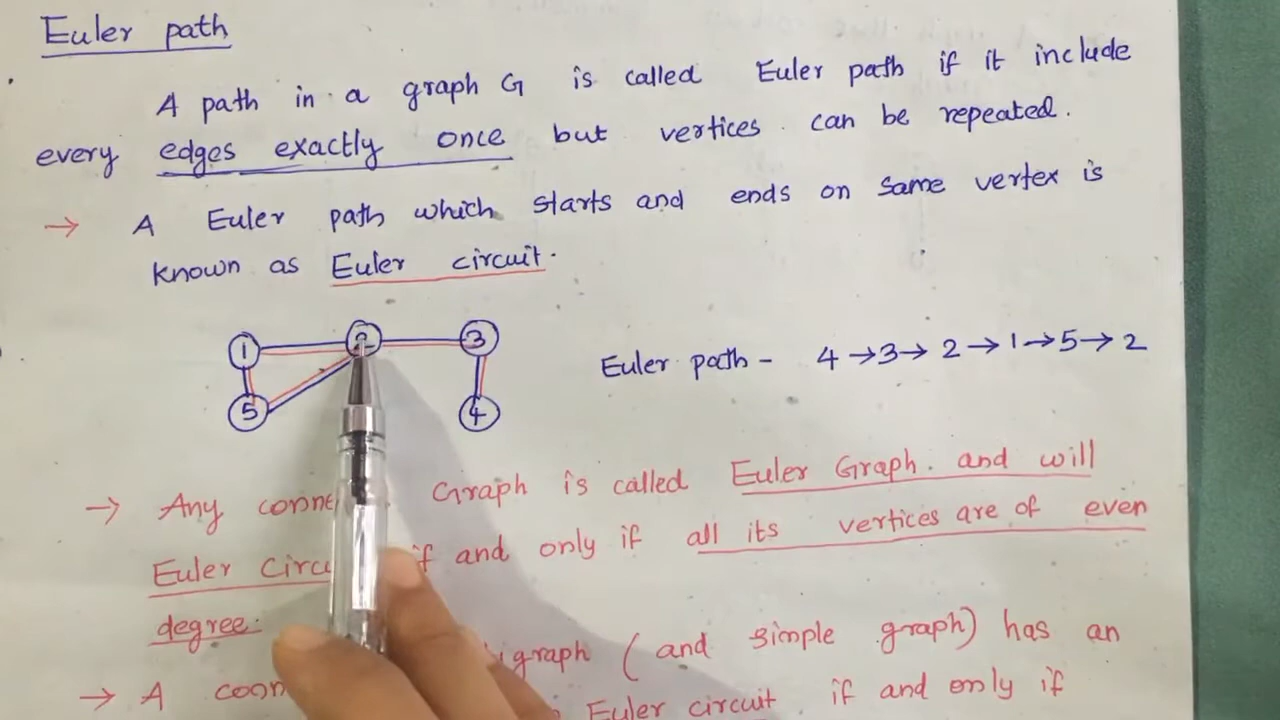 Euler path
A path in a graph G is called Euler path if it include
every edges exactly once but vertices can be repeated.
→ A Euler path which starts and ends on same vertex is
known as Euler circuit.
1 2 3
5 4
Euler path - 4 → 3 → 2 → 1 → 5 → 2
→ Any conne Graph is called Euler Graph. and will
Euler Circu if and only if all its vertices are of even
degree.
→ A conn igraph (and simple graph) has an
Euler circuit if and only if